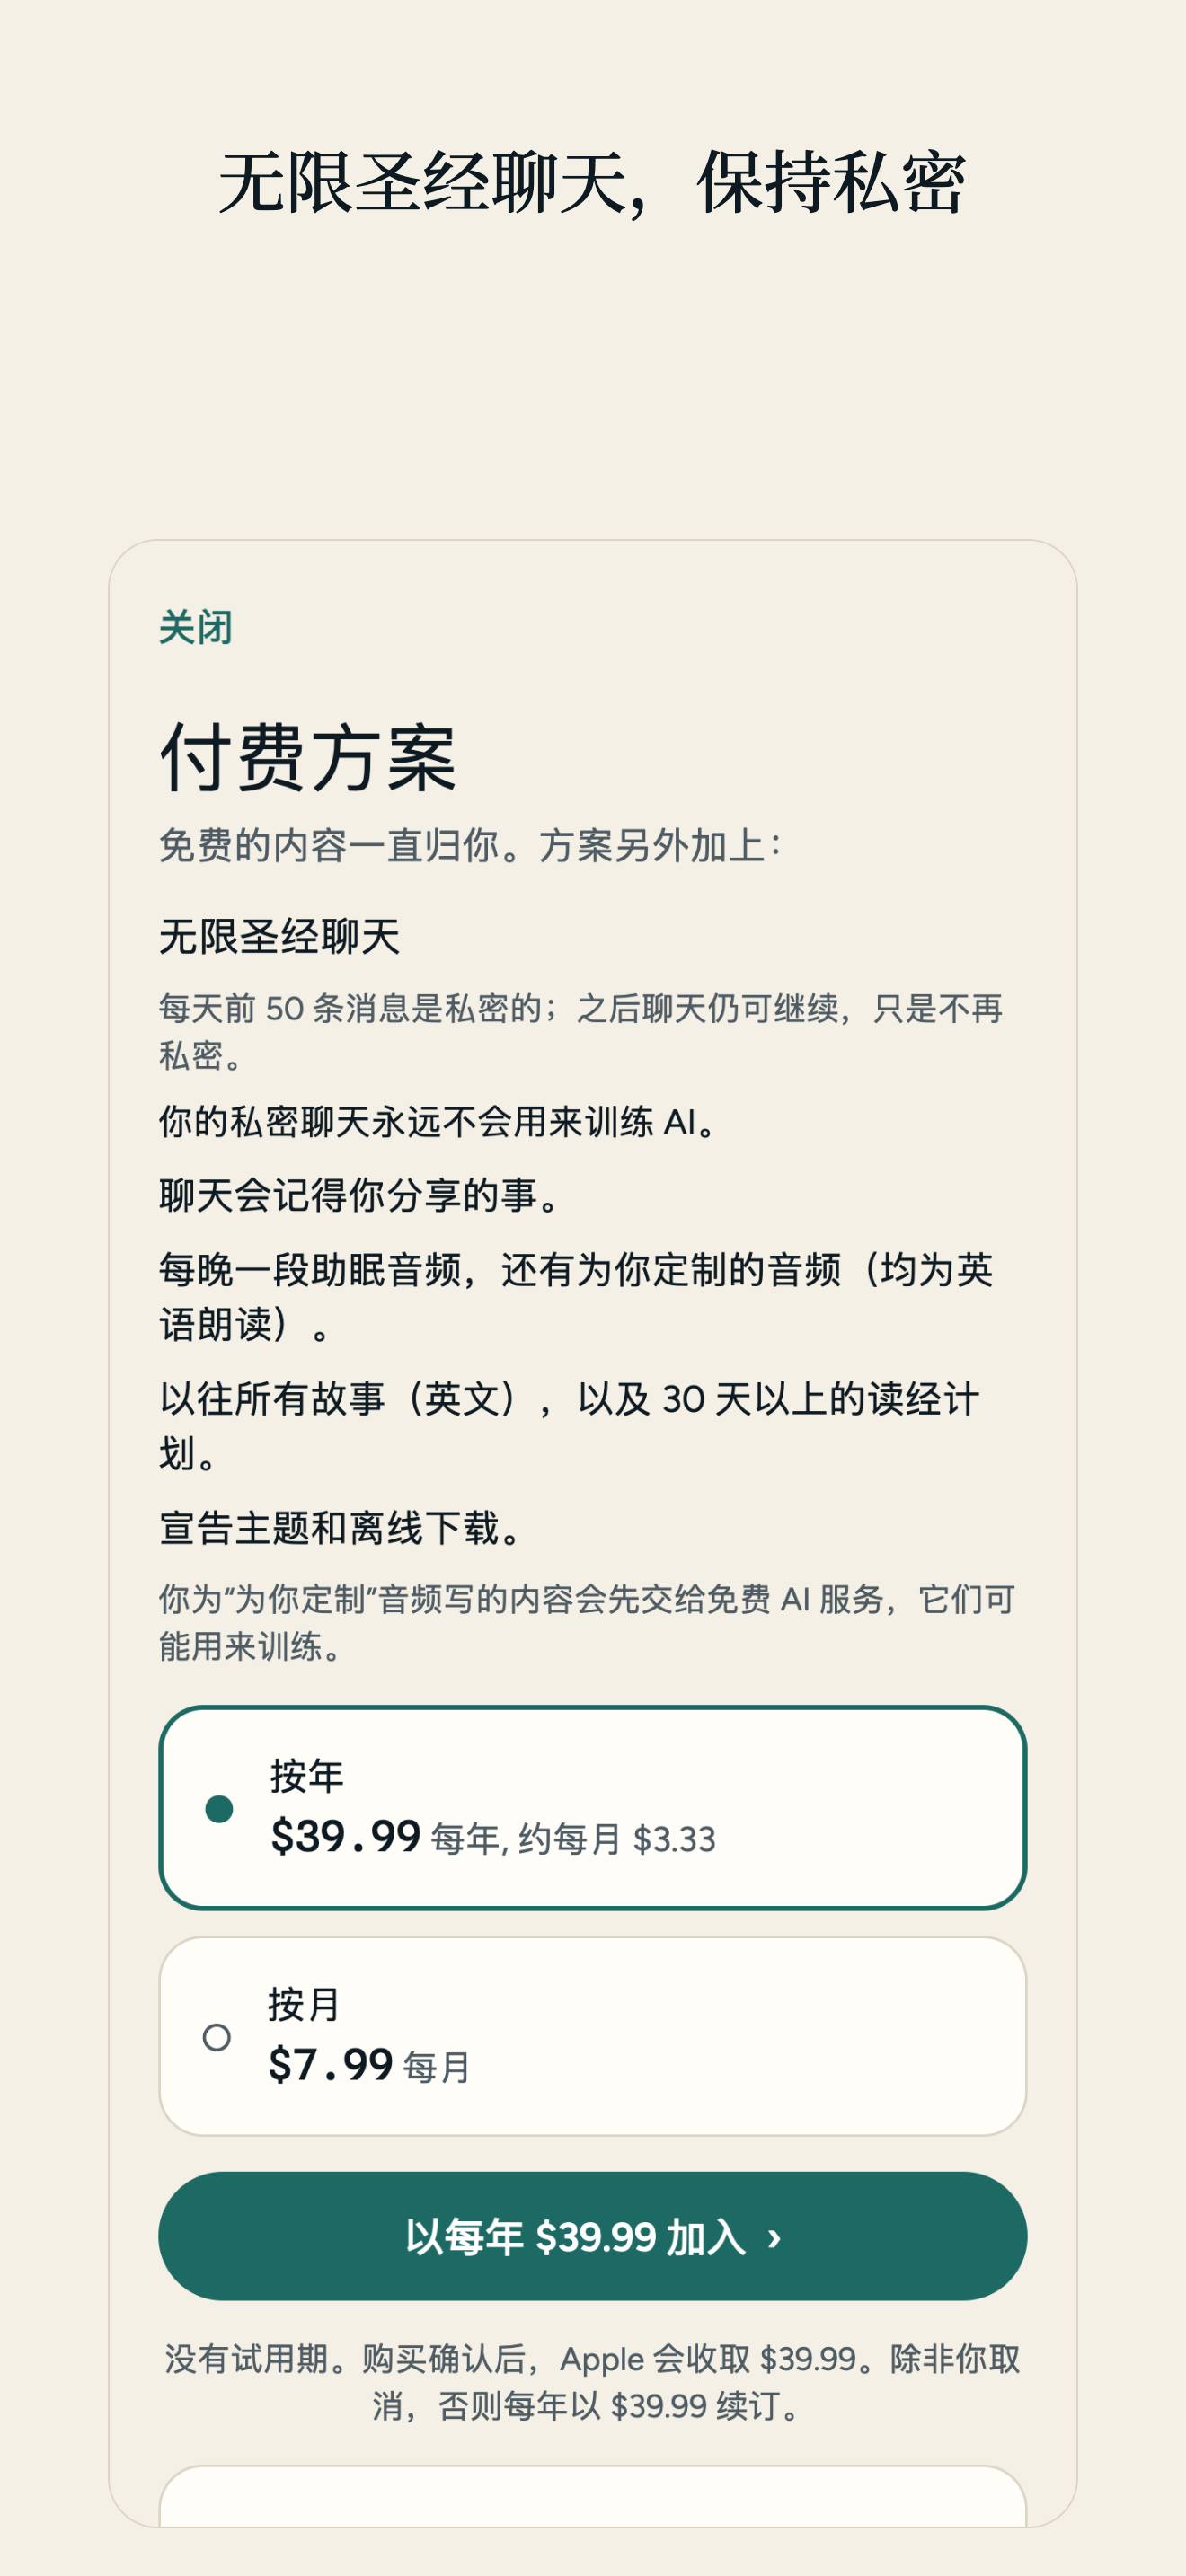 无限圣经聊天，保持私密
关闭
付费方案
免费的内容一直归你。方案另外加上：
无限圣经聊天
每天前 50 条消息是私密的；之后聊天仍可继续，只是不再
私密。
你的私密聊天永远不会用来训练 AI。
聊天会记得你分享的事。
每晚一段助眠音频，还有为你定制的音频（均为英
语朗读）。
以往所有故事（英文），以及 30 天以上的读经计
划。
宣告主题和离线下载。
你为“为你定制”音频写的内容会先交给免费 AI 服务，它们可
能用来训练。
按年
$39.99 每年, 约每月 $3.33
按月
$7.99 每月
以每年 $39.99 加入 ›
没有试用期。购买确认后，Apple 会收取 $39.99。除非你取
消，否则每年以 $39.99 续订。